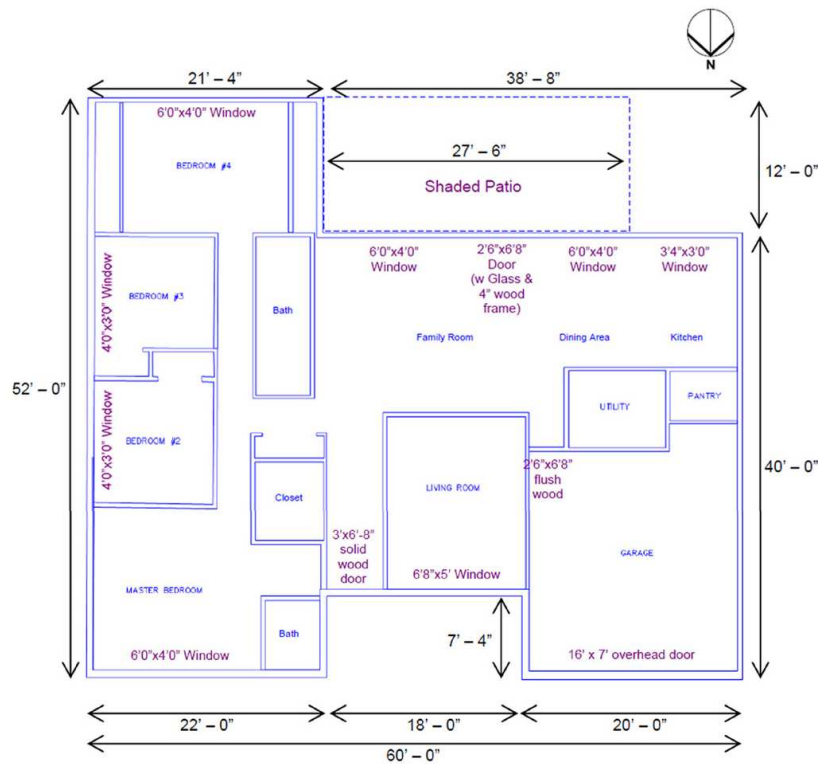 N
21’ – 4”
38’ – 8”
6’0”x4’0” Window
BEDROOM #4
27’ – 6”
Shaded Patio
12’ – 0”
4’0”x3’0” Window
BEDROOM #3
Bath
6’0”x4’0”
Window
2’6”x6’8”
Door
(w Glass &
4” wood
frame)
6’0”x4’0”
Window
3’4”x3’0”
Window
Family Room
Dining Area
Kitchen
52’ – 0”
UTILITY
PANTRY
4’0”x3’0” Window
BEDROOM #2
40’ – 0”
2’6”x6’8”
flush
wood
Closet
LIVING ROOM
3’x6’-8”
solid
wood
door
GARAGE
6’8”x5’ Window
MASTER BEDROOM
Bath
7’ – 4”
6’0”x4’0” Window
16’ x 7’ overhead door
22’ – 0”
18’ – 0”
20’ – 0”
60’ – 0”